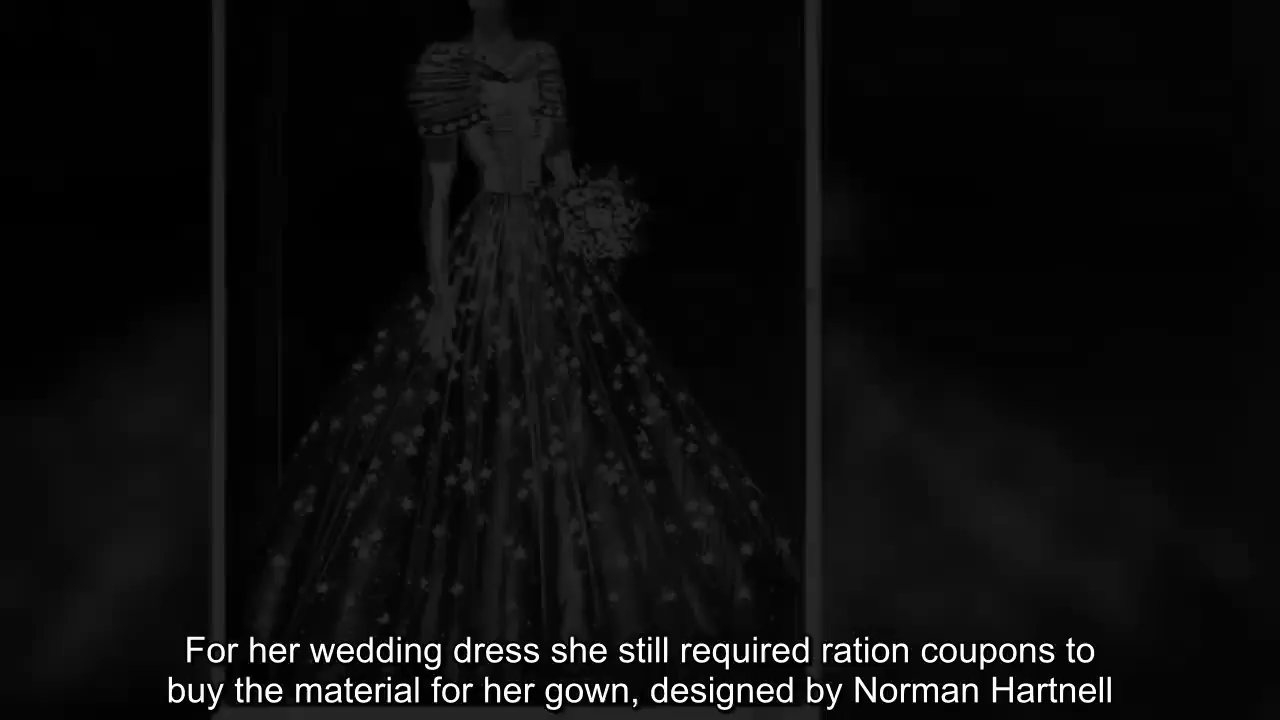 For her wedding dress she still required ration coupons to
buy the material for her gown, designed by Norman Hartnell